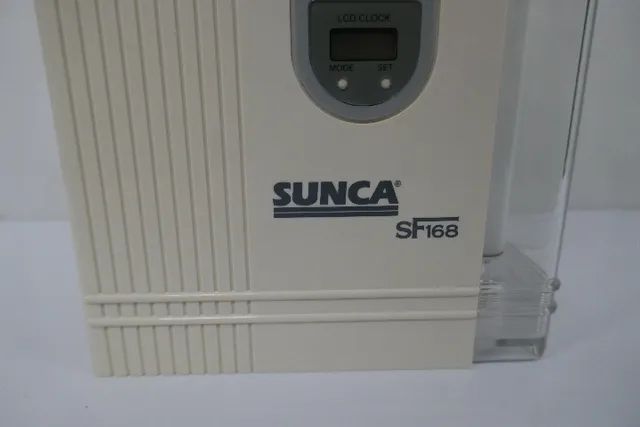 LCD CLOCK
MODE SET
SUNCA®
SF168